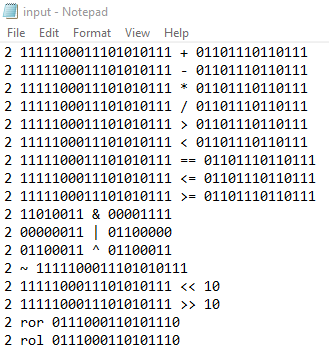 input - Notepad
File Edit Format View Help
2 1111100011101010111 + 01101110110111
2 1111100011101010111 - 01101110110111
2 1111100011101010111 * 01101110110111
2 1111100011101010111 / 01101110110111
2 1111100011101010111 > 01101110110111
2 1111100011101010111 < 01101110110111
2 1111100011101010111 == 01101110110111
2 1111100011101010111 <= 01101110110111
2 1111100011101010111 >= 01101110110111
2 11010011 & 00001111
2 00000011 | 01100000
2 01100011 ^ 01100011
2 ~ 1111100011101010111
2 1111100011101010111 << 10
2 1111100011101010111 >> 10
2 ror 0111000110101110
2 rol 0111000110101110